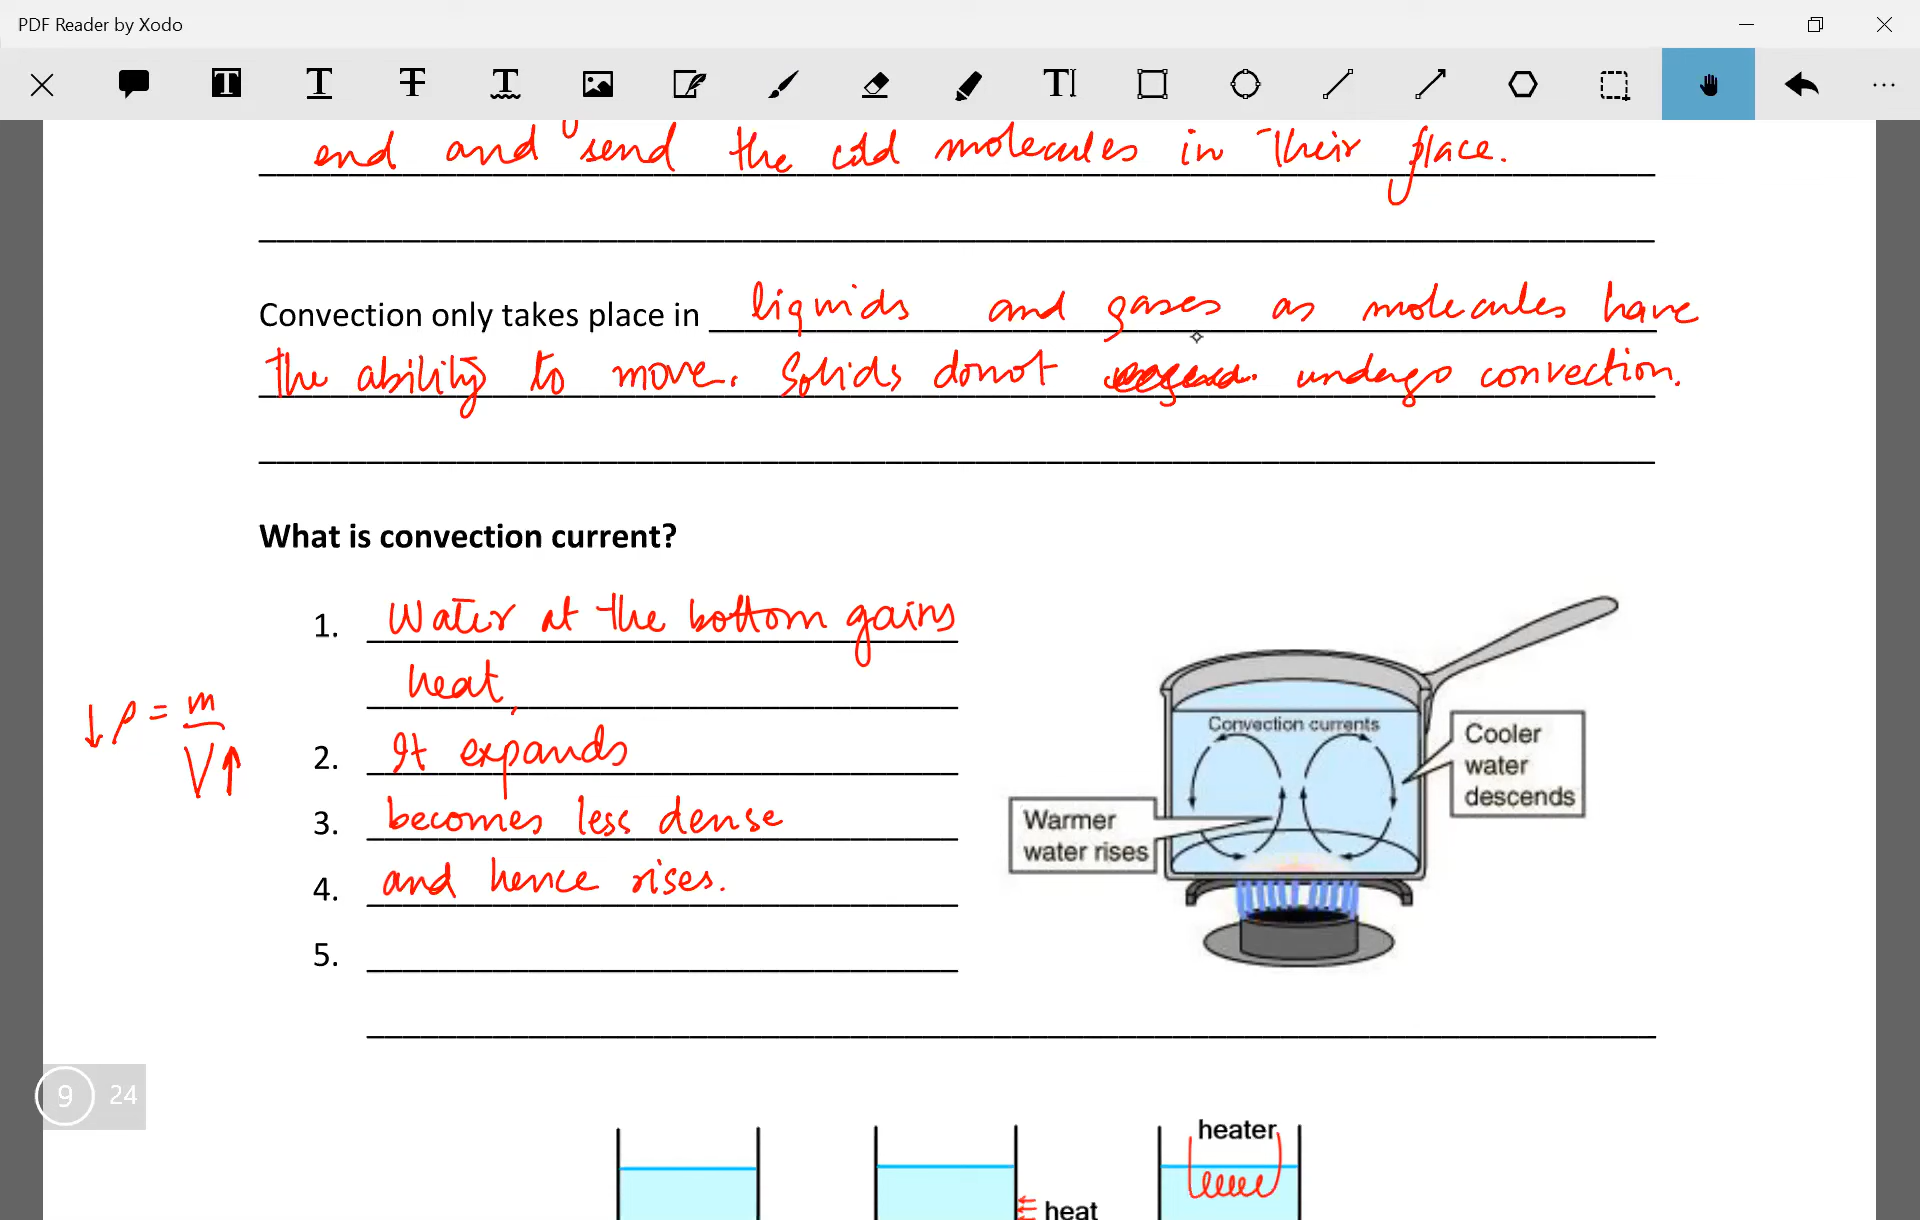 PDF Reader by Xodo
end and send the cold molecules in their place.
Convection only takes place in liquids and gases as molecules have
the ability to move. Solids donot undergo convection.
What is convection current?
1. Water at the bottom gains
heat.
↓ρ = m
V↑
2. It expands
3. becomes less dense
4. and hence rises.
5.
Convection currents
Cooler
water
descends
Warmer
water rises
9 24
heater
heat